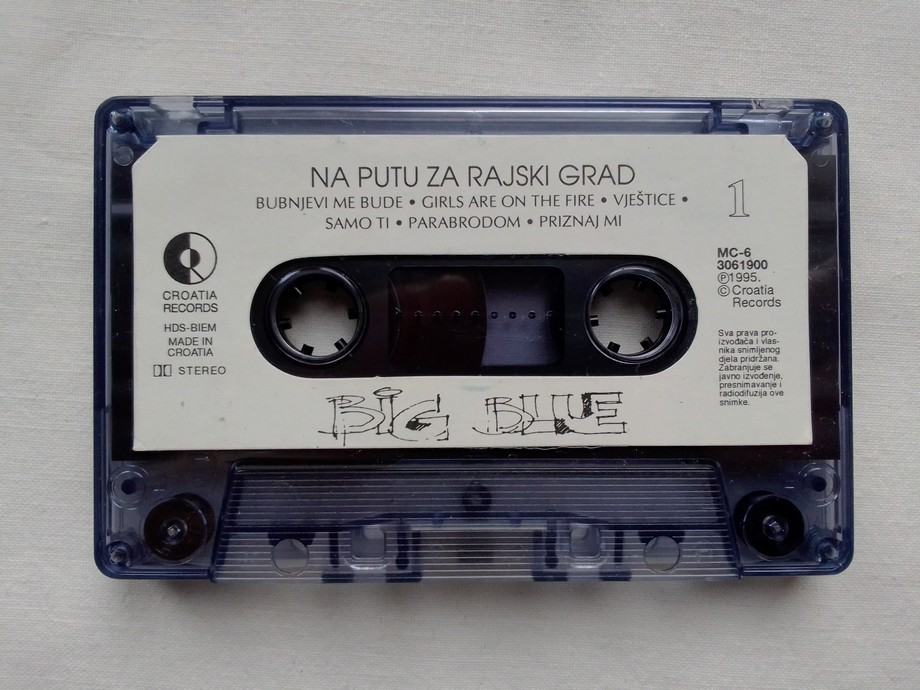 NA PUTU ZA RAJSKI GRAD
BUBNJEVI ME BUDE • GIRLS ARE ON THE FIRE • VJEŠTICE •
SAMO TI • PARABRODOM • PRIZNAJ MI
1
CROATIA
RECORDS
HDS-BIEM
MADE IN
CROATIA
STEREO
MC-6
3061900
Ⓟ1995.
© Croatia
Records
Sva prava pro-
izvođača i vlas-
nika snimljenog
djela pridržana.
Zabranjuje se
javno izvođenje,
presnimavanje i
radiodifuzija ove
snimke.
BIG BLUE